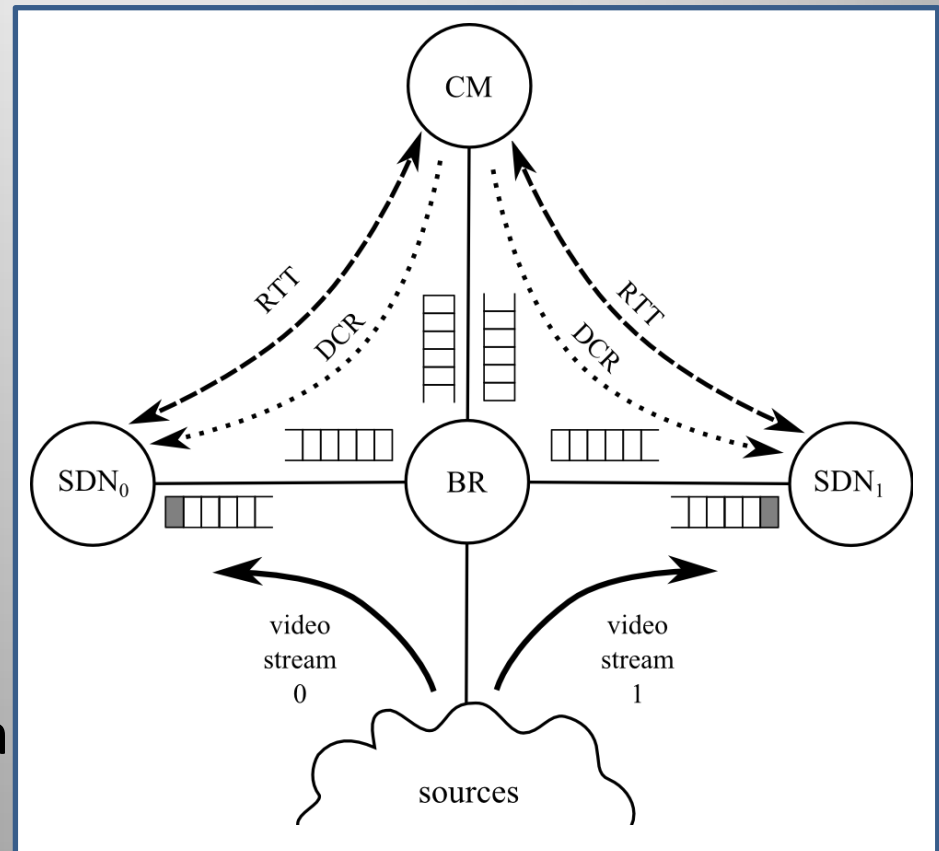 CM
RTT
RTT
DCR
DCR
SDN₀
BR
SDN₁
video
stream
0
video
stream
1
sources